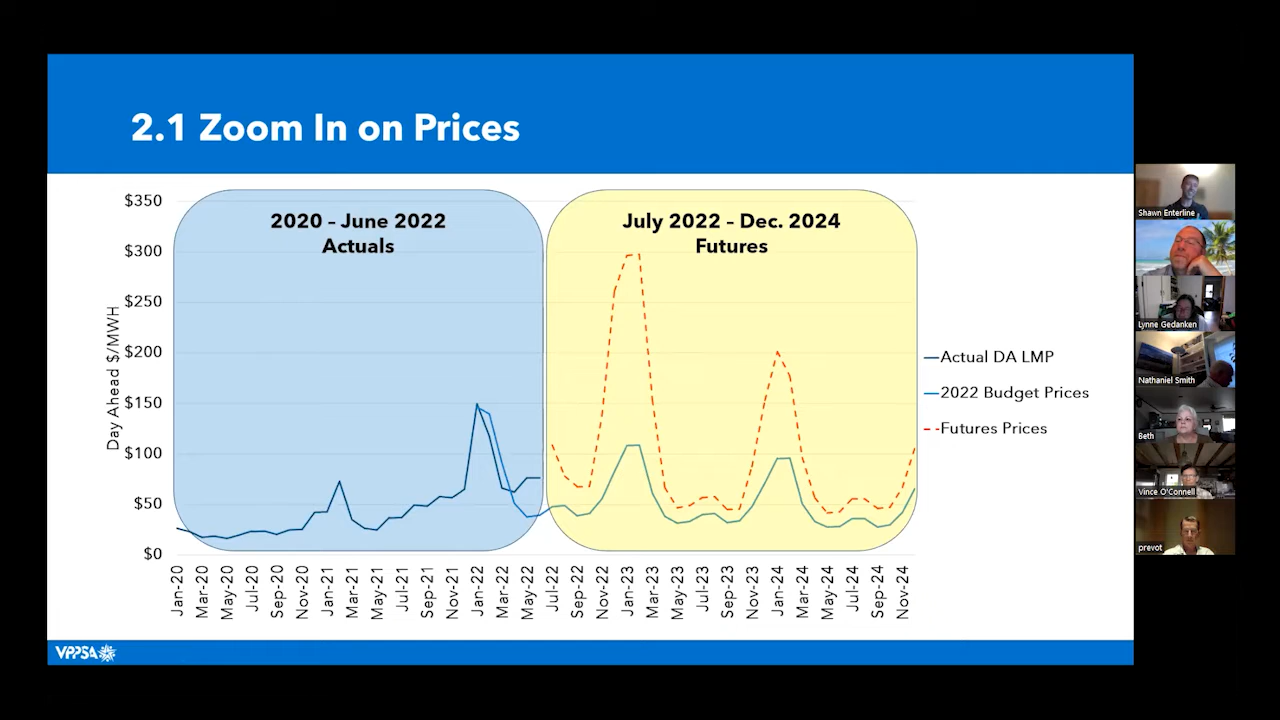 2.1 Zoom In on Prices
2020 – June 2022
Actuals
July 2022 – Dec. 2024
Futures
$350
$300
$250
$200
$150
$100
$50
$0
Day Ahead $/MWH
Jan-20
Mar-20
May-20
Jul-20
Sep-20
Nov-20
Jan-21
Mar-21
May-21
Jul-21
Sep-21
Nov-21
Jan-22
Mar-22
May-22
Jul-22
Sep-22
Nov-22
Jan-23
Mar-23
May-23
Jul-23
Sep-23
Nov-23
Jan-24
Mar-24
May-24
Jul-24
Sep-24
Nov-24
Actual DA LMP
2022 Budget Prices
Futures Prices
VPPSA
Shawn Enterline
Lynne Gedanken
Nathaniel Smith
Beth
Vince O'Connell
prevot